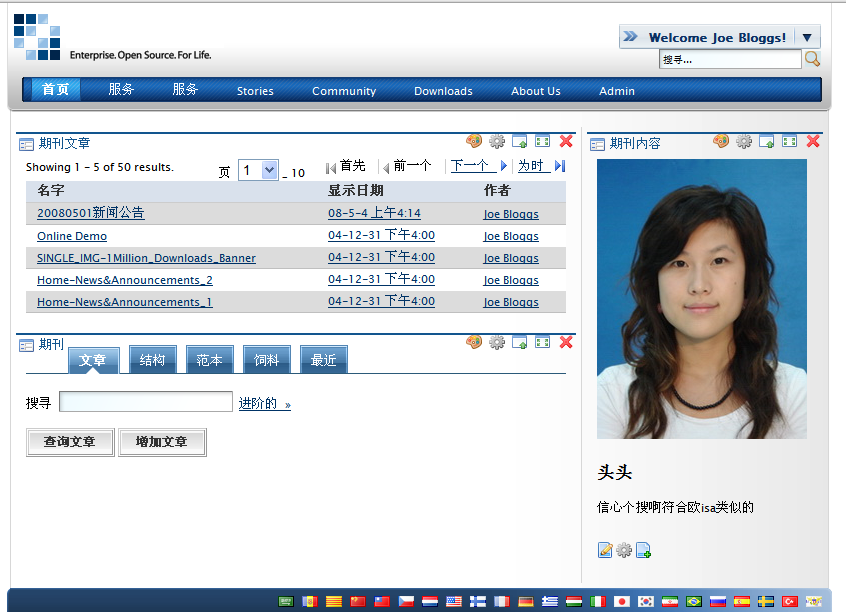 Enterprise. Open Source. For Life.
Welcome Joe Bloggs!
搜寻...
首页 服务 服务 Stories Community Downloads About Us Admin
期刊文章
Showing 1 - 5 of 50 results.
页 1 _ 10 首先 前一个 下一个 为时
名字 显示日期 作者
20080501新闻公告 08-5-4 上午4:14 Joe Bloggs
Online Demo 04-12-31 下午4:00 Joe Bloggs
SINGLE_IMG-1Million_Downloads_Banner 04-12-31 下午4:00 Joe Bloggs
Home-News&Announcements_2 04-12-31 下午4:00 Joe Bloggs
Home-News&Announcements_1 04-12-31 下午4:00 Joe Bloggs
期刊
文章 结构 范本 饲料 最近
搜寻 进阶的 »
查询文章 增加文章
期刊内容
头头
信心个搜啊符合欧isa类似的